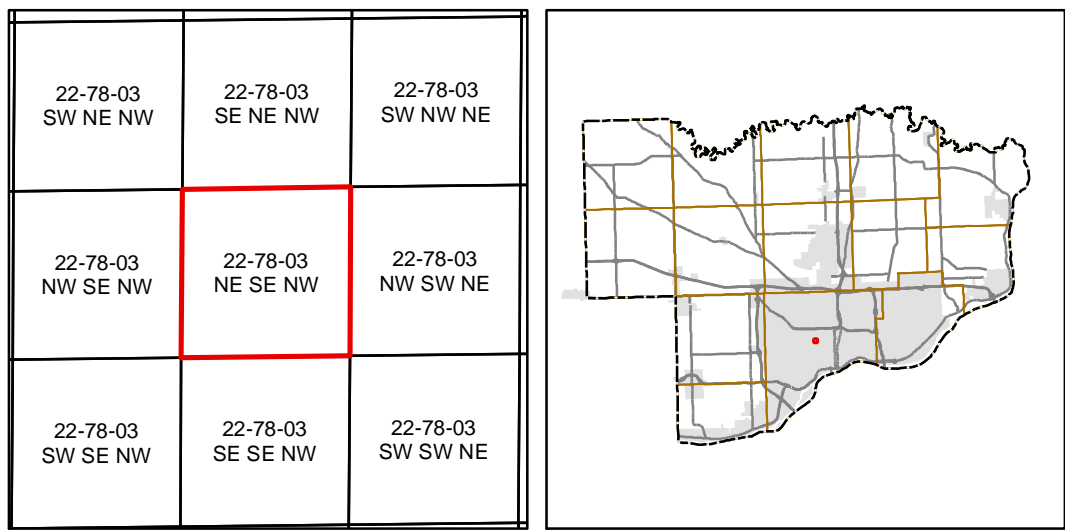 22-78-03
SW NE NW
22-78-03
SE NE NW
22-78-03
SW NW NE
22-78-03
NW SE NW
22-78-03
NE SE NW
22-78-03
NW SW NE
22-78-03
SW SE NW
22-78-03
SE SE NW
22-78-03
SW SW NE